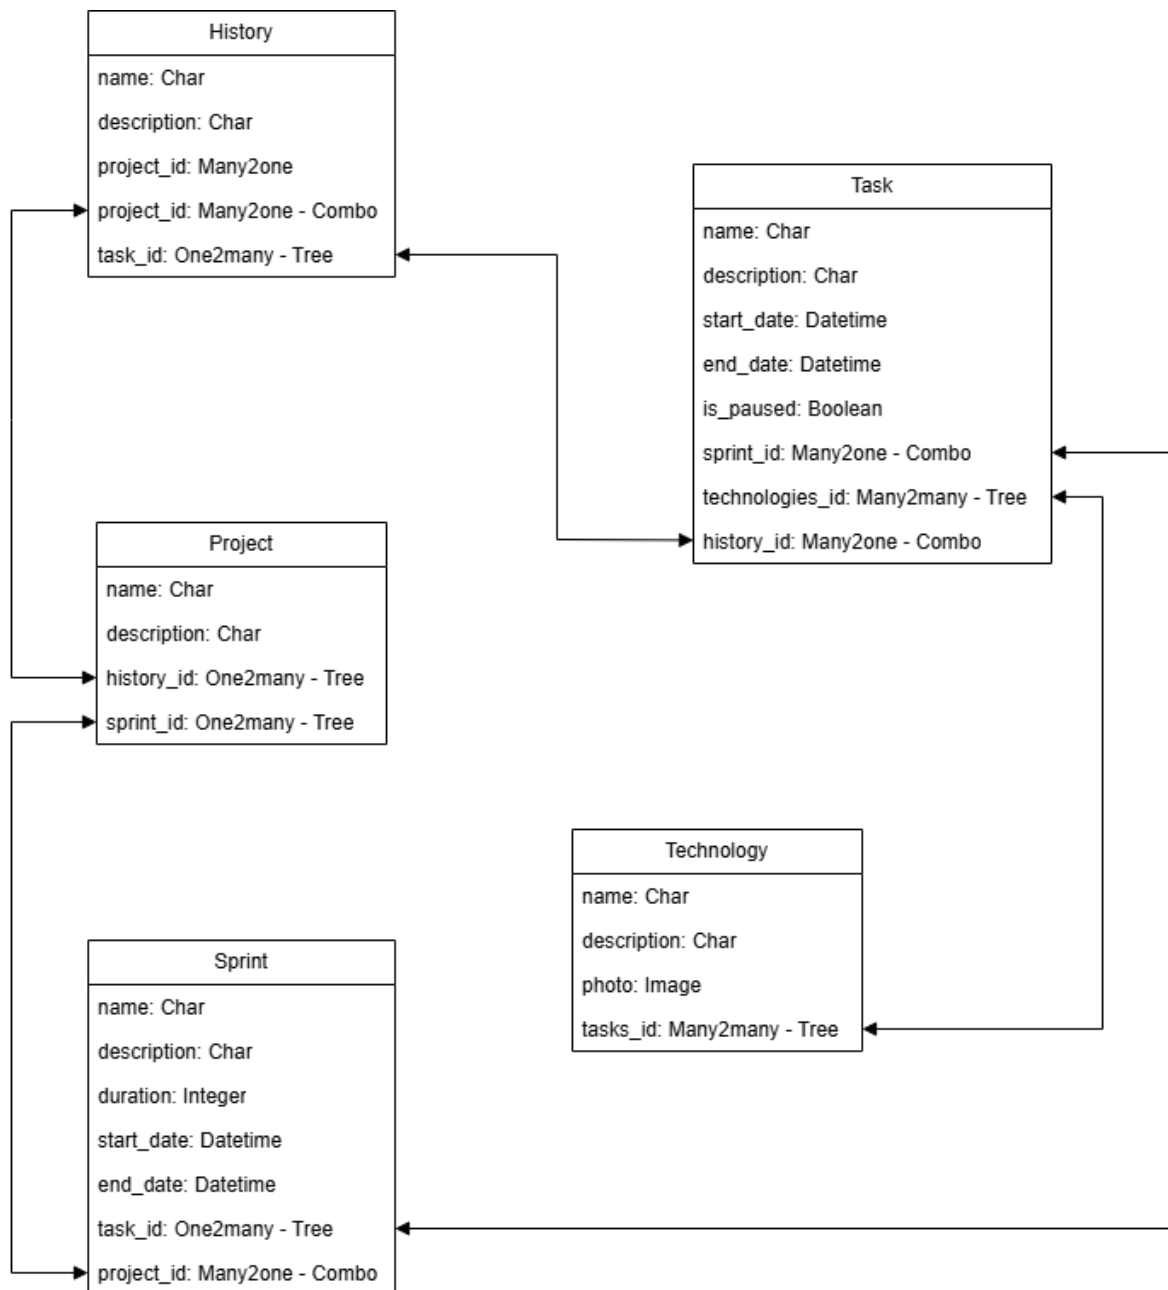 History
name: Char
description: Char
project_id: Many2one
project_id: Many2one - Combo
task_id: One2many - Tree
Task
name: Char
description: Char
start_date: Datetime
end_date: Datetime
is_paused: Boolean
sprint_id: Many2one - Combo
technologies_id: Many2many - Tree
history_id: Many2one - Combo
Project
name: Char
description: Char
history_id: One2many - Tree
sprint_id: One2many - Tree
Technology
name: Char
description: Char
photo: Image
tasks_id: Many2many - Tree
Sprint
name: Char
description: Char
duration: Integer
start_date: Datetime
end_date: Datetime
task_id: One2many - Tree
project_id: Many2one - Combo